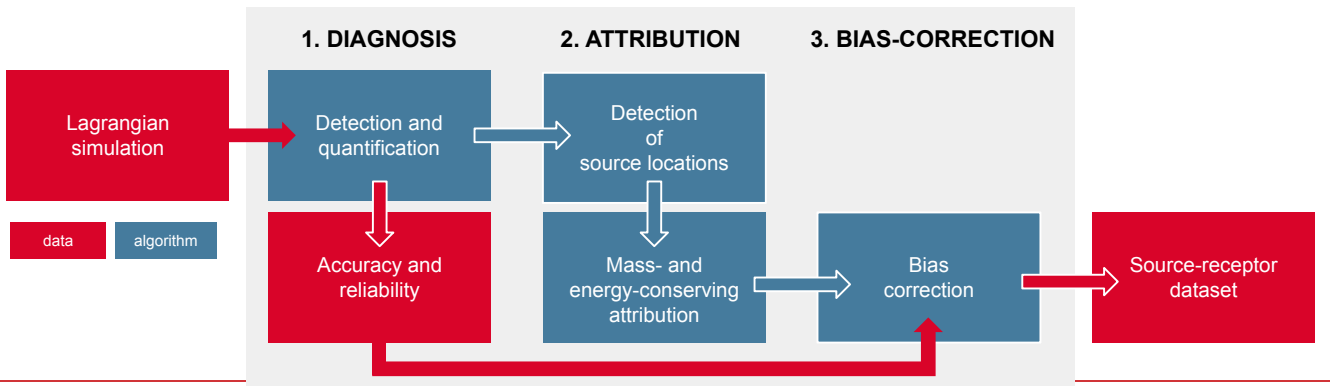 1. DIAGNOSIS
2. ATTRIBUTION
3. BIAS-CORRECTION
Lagrangian
simulation
Detection and
quantification
Detection
of
source locations
data
algorithm
Accuracy and
reliability
Mass- and
energy-conserving
attribution
Bias
correction
Source-receptor
dataset